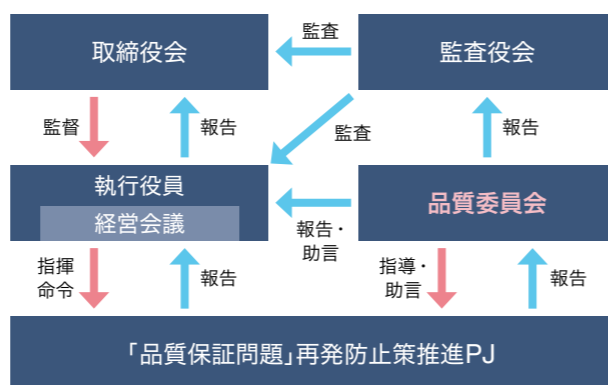 取締役会
監査
監査役会
監督
報告
監査
報告
執行役員
経営会議
報告・
助言
品質委員会
指揮
命令
報告
指導・
助言
報告
「品質保証問題」再発防止策推進PJ